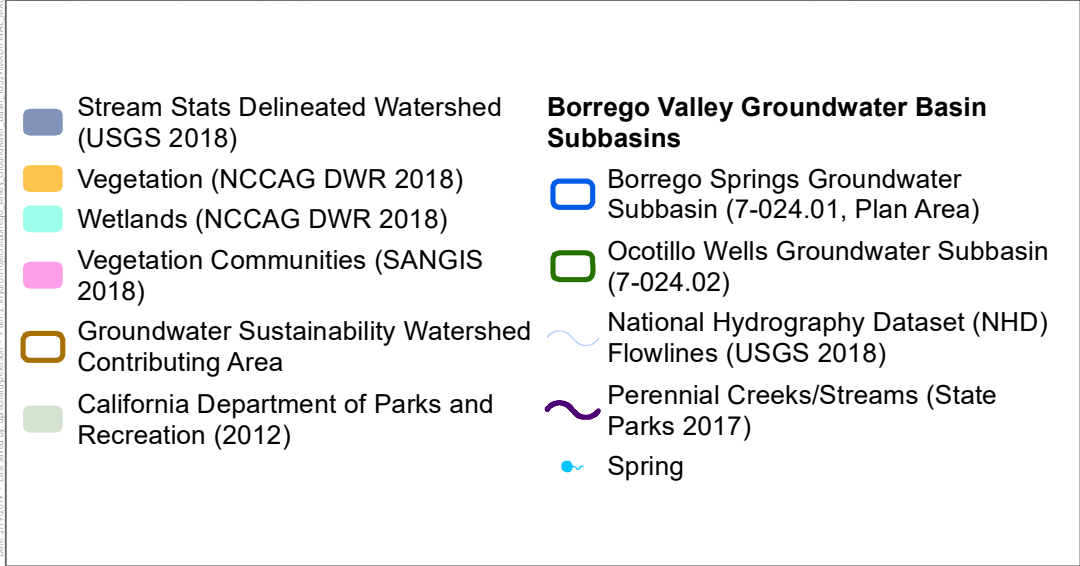 Stream Stats Delineated Watershed
(USGS 2018)
Vegetation (NCCAG DWR 2018)
Wetlands (NCCAG DWR 2018)
Vegetation Communities (SANGIS
2018)
Groundwater Sustainability Watershed
Contributing Area
California Department of Parks and
Recreation (2012)
Borrego Valley Groundwater Basin
Subbasins
Borrego Springs Groundwater
Subbasin (7-024.01, Plan Area)
Ocotillo Wells Groundwater Subbasin
(7-024.02)
National Hydrography Dataset (NHD)
Flowlines (USGS 2018)
Perennial Creeks/Streams (State
Parks 2017)
Spring